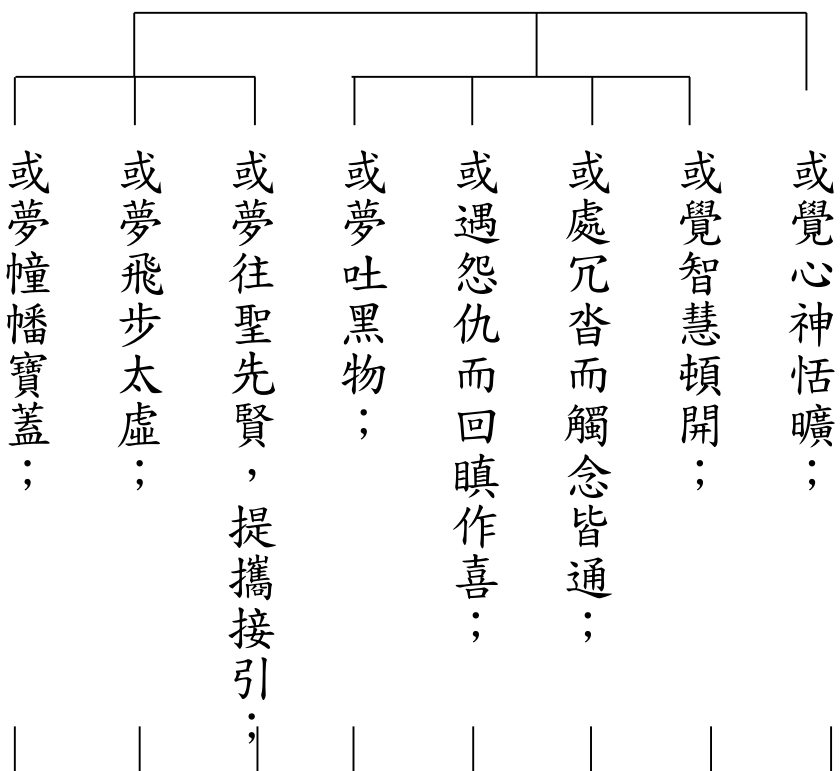 或覺心神恬曠；
或覺智慧頓開；
或處冗沓而觸念皆通；
或遇怨仇而回瞋作喜；
或夢吐黑物；
或夢往聖先賢，提攜接引；
或夢飛步太虛；
或夢幢幡寶蓋；